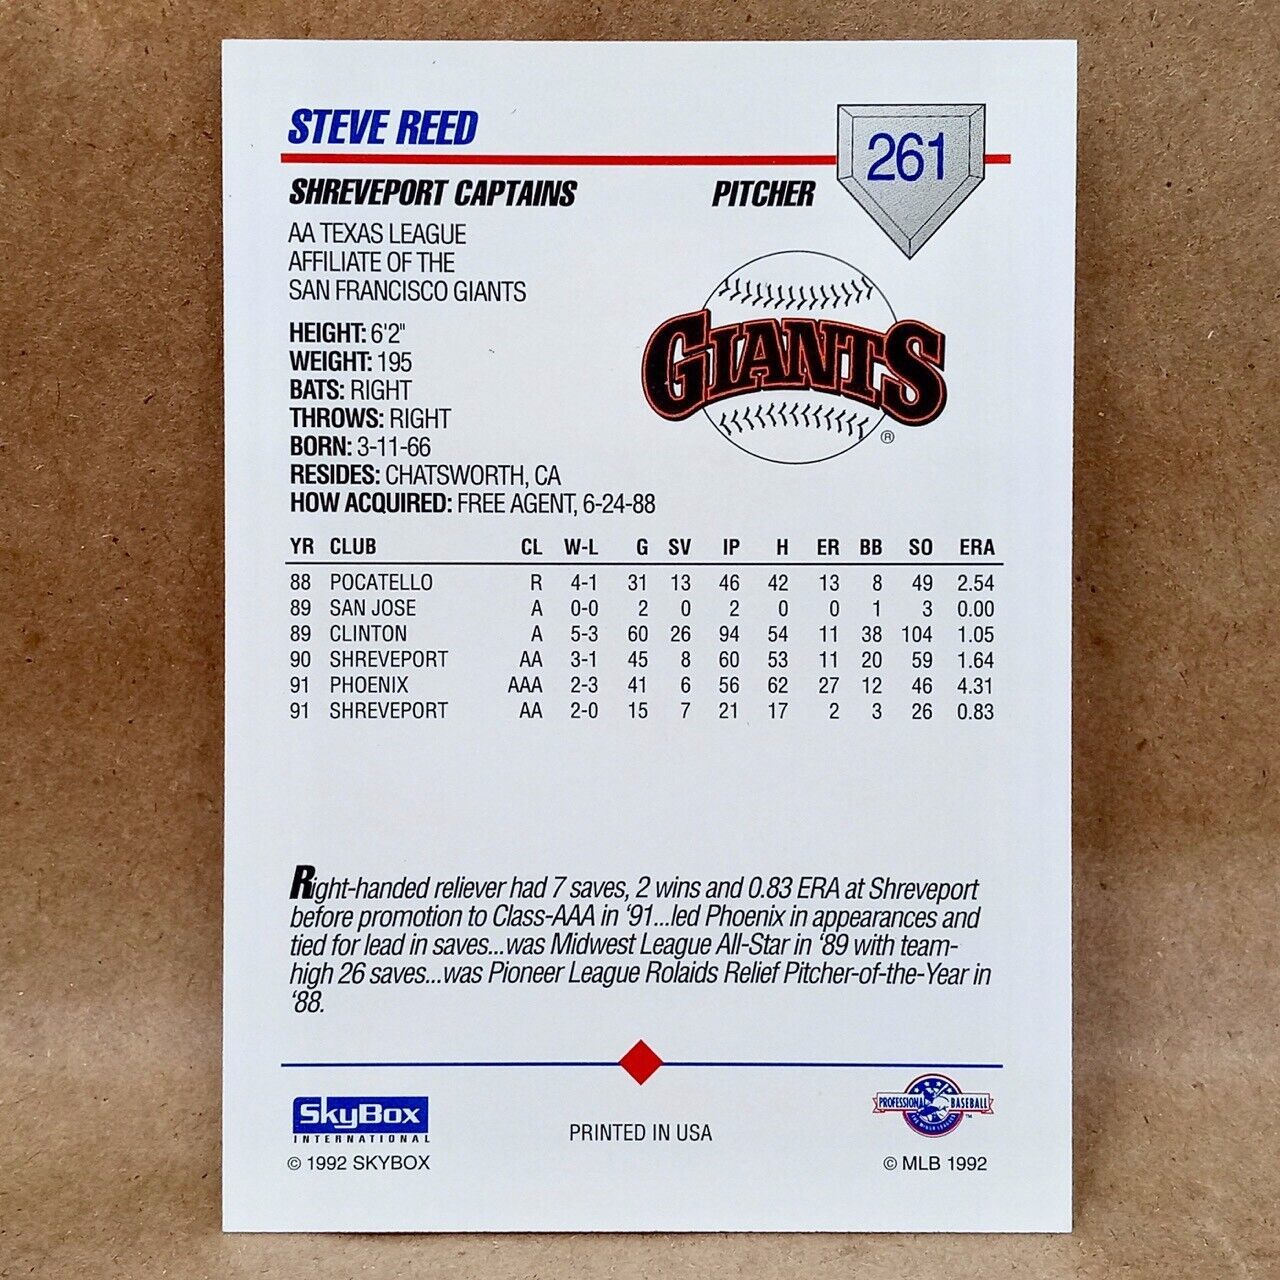 STEVE REED
261
SHREVEPORT CAPTAINS PITCHER
AA TEXAS LEAGUE
AFFILIATE OF THE
SAN FRANCISCO GIANTS
GIANTS
®
HEIGHT: 6'2"
WEIGHT: 195
BATS: RIGHT
THROWS: RIGHT
BORN: 3-11-66
RESIDES: CHATSWORTH, CA
HOW ACQUIRED: FREE AGENT, 6-24-88
YR CLUB CL W-L G SV IP H ER BB SO ERA
88 POCATELLO R 4-1 31 13 46 42 13 8 49 2.54
89 SAN JOSE A 0-0 2 0 2 0 0 1 3 0.00
89 CLINTON A 5-3 60 26 94 54 11 38 104 1.05
90 SHREVEPORT AA 3-1 45 8 60 53 11 20 59 1.64
91 PHOENIX AAA 2-3 41 6 56 62 27 12 46 4.31
91 SHREVEPORT AA 2-0 15 7 21 17 2 3 26 0.83
Right-handed reliever had 7 saves, 2 wins and 0.83 ERA at Shreveport
before promotion to Class-AAA in '91...led Phoenix in appearances and
tied for lead in saves...was Midwest League All-Star in '89 with team-
high 26 saves...was Pioneer League Rolaids Relief Pitcher-of-the-Year in
'88.
SkyBox
INTERNATIONAL
© 1992 SKYBOX
PRINTED IN USA
PROFESSIONAL BASEBALL
THE MINOR LEAGUES
™
© MLB 1992